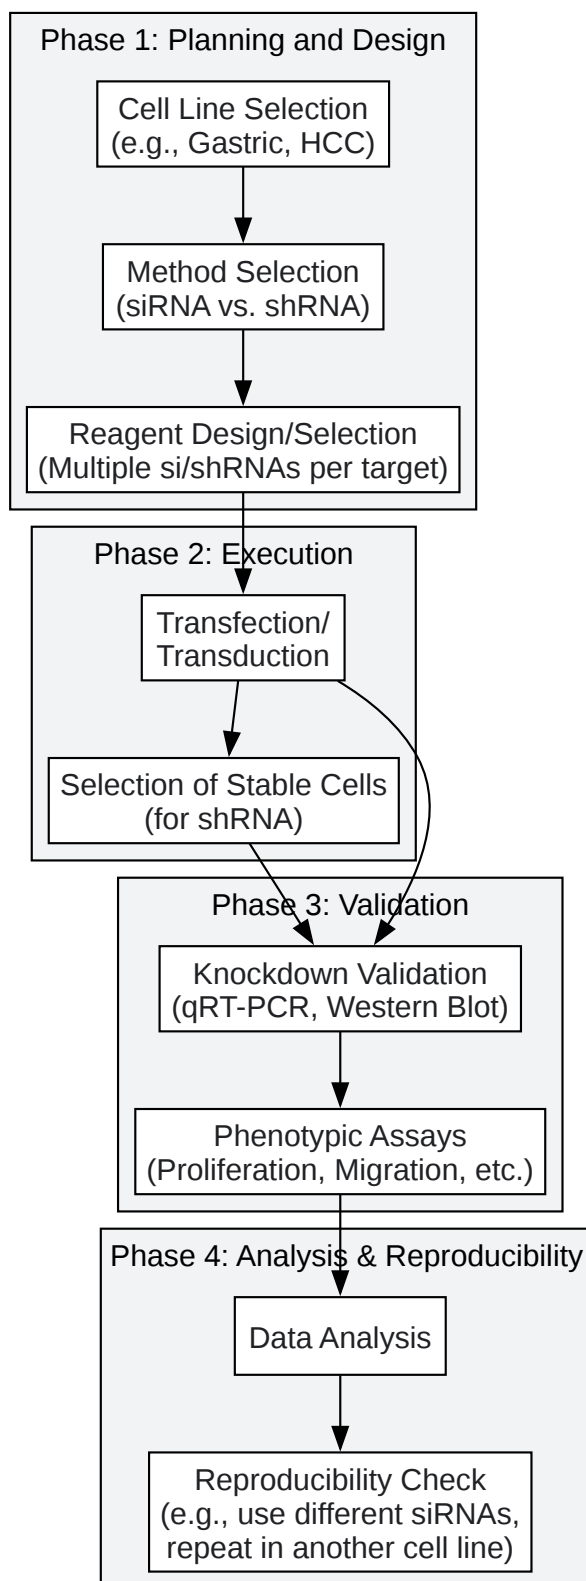 Phase 1: Planning and Design
Cell Line Selection
(e.g., Gastric, HCC)
Method Selection
(siRNA vs. shRNA)
Reagent Design/Selection
(Multiple si/shRNAs per target)
Phase 2: Execution
Transfection/
Transduction
Selection of Stable Cells
(for shRNA)
Phase 3: Validation
Knockdown Validation
(qRT-PCR, Western Blot)
Phenotypic Assays
(Proliferation, Migration, etc.)
Phase 4: Analysis & Reproducibility
Data Analysis
Reproducibility Check
(e.g., use different siRNAs,
repeat in another cell line)